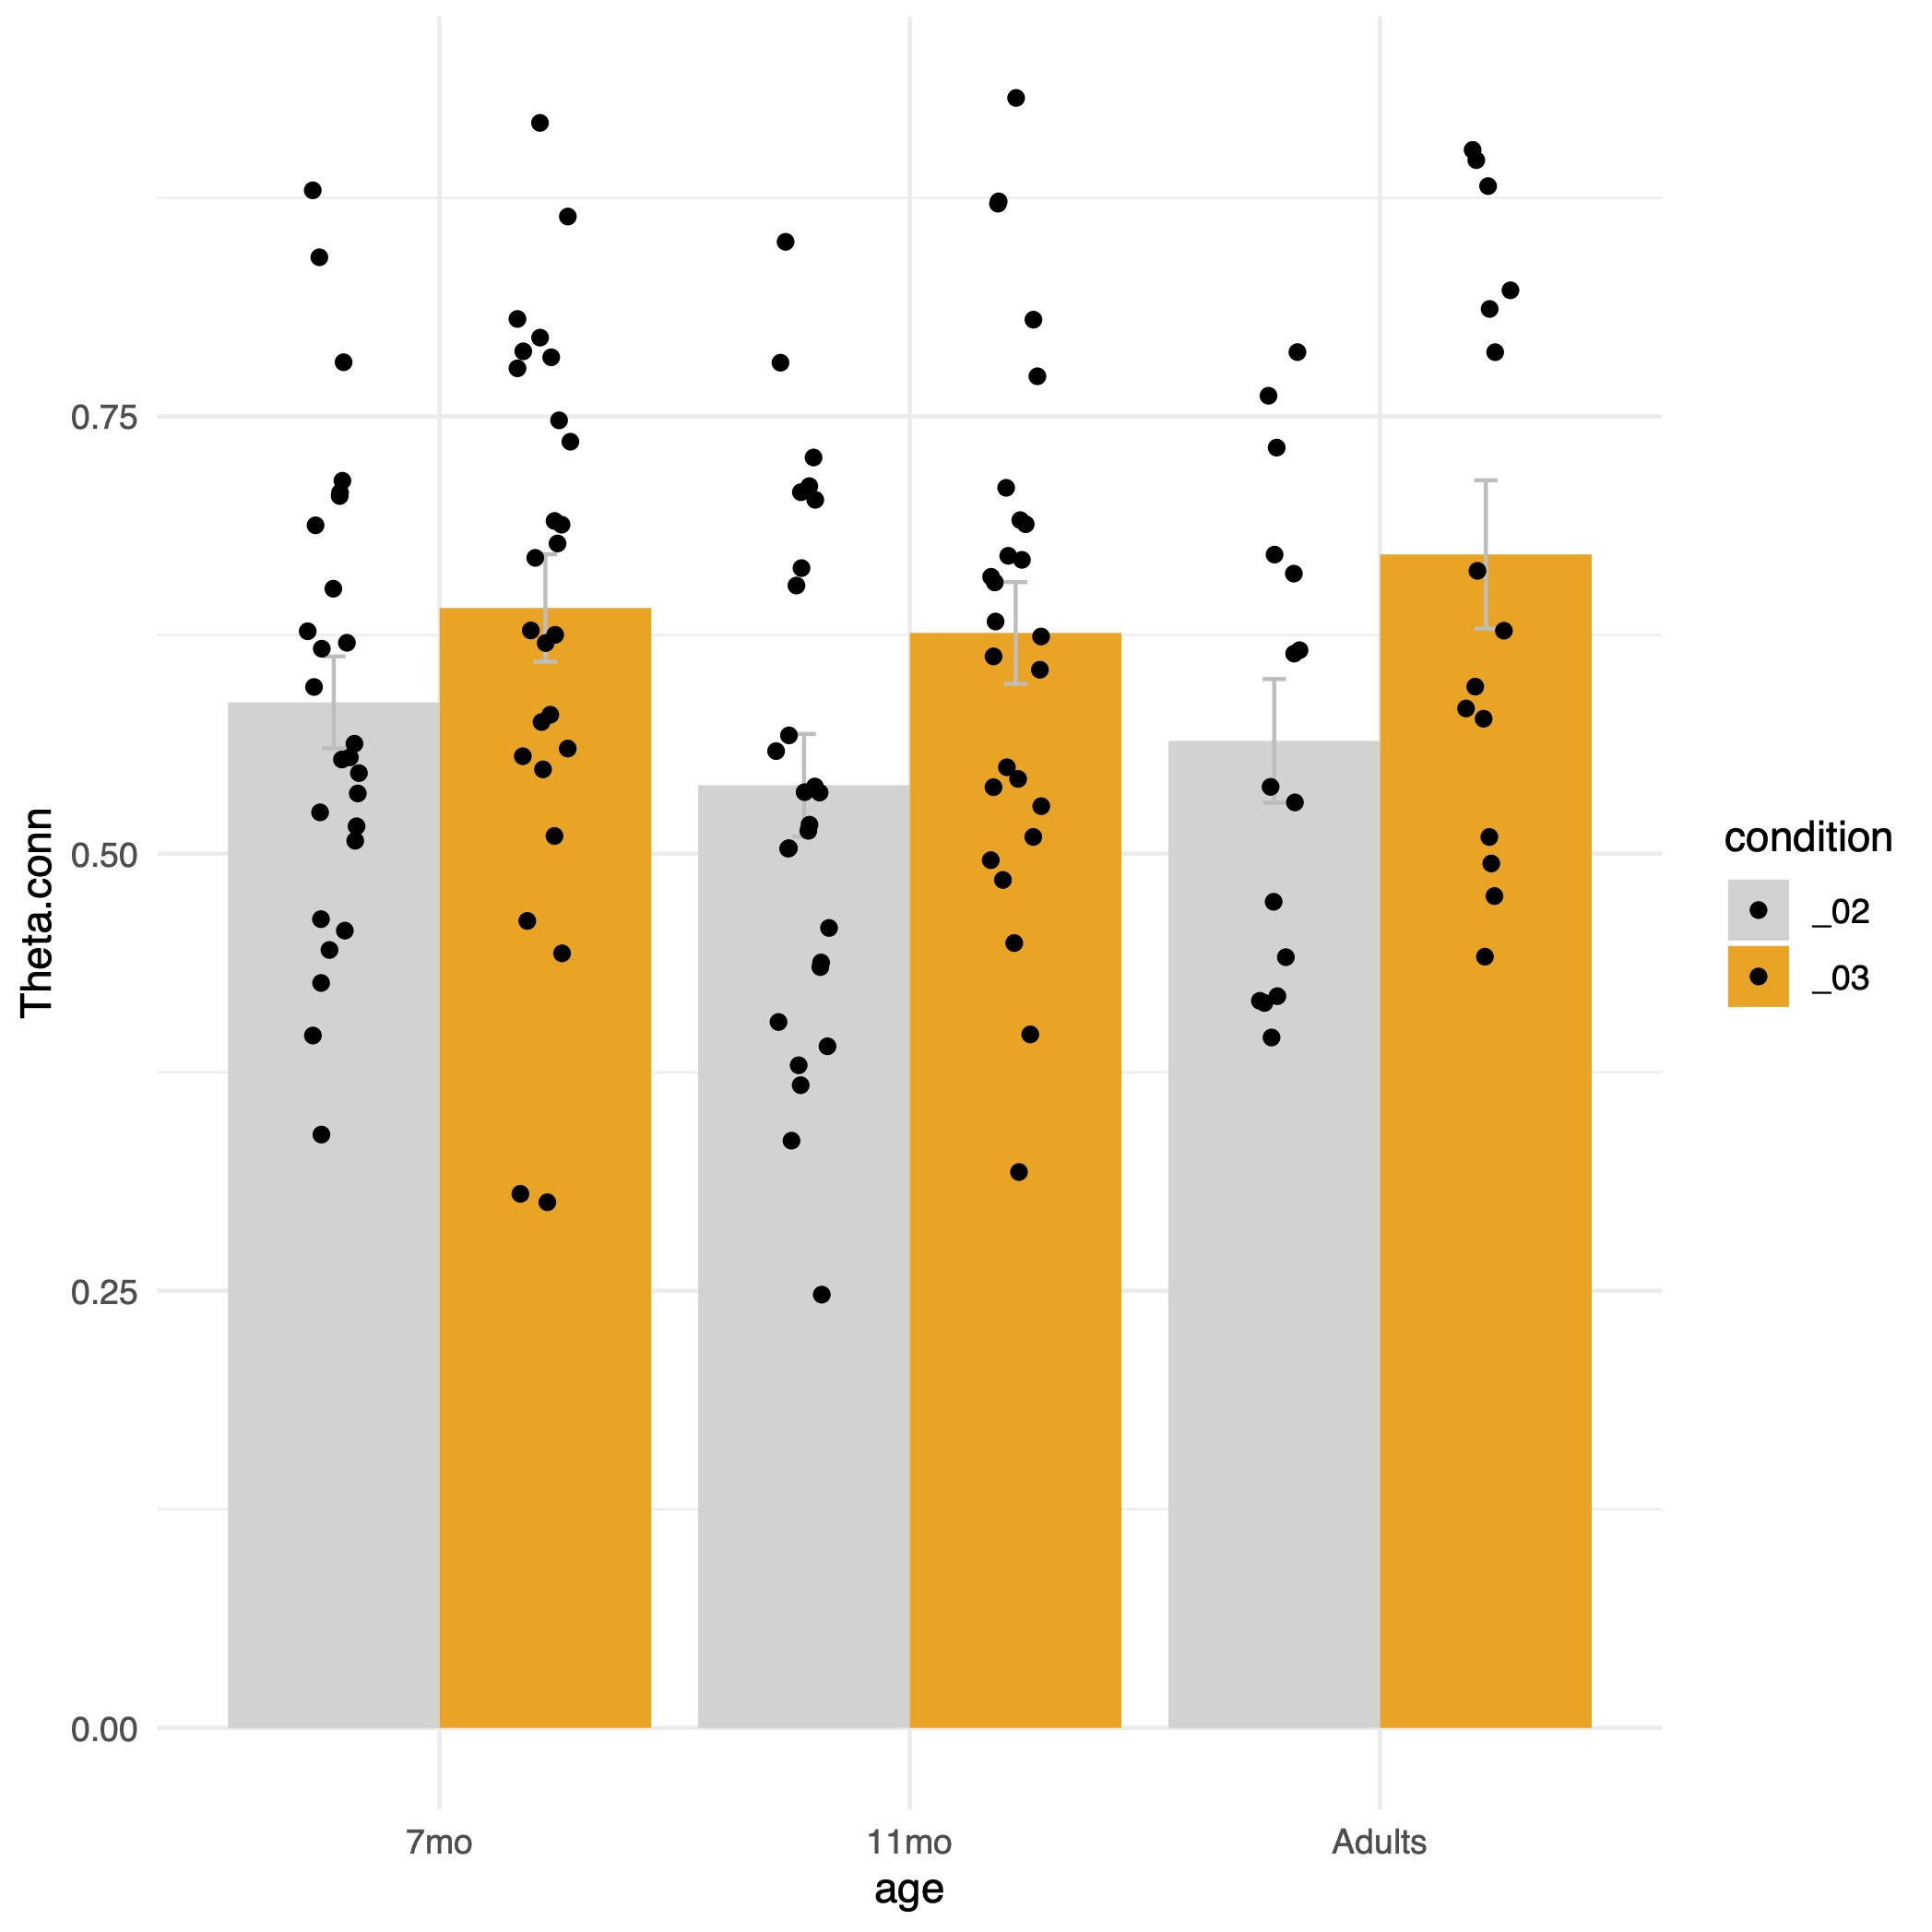 Theta.conn
0.75
0.50
0.25
0.00
7mo
11mo
Adults
age
condition
_02
_03